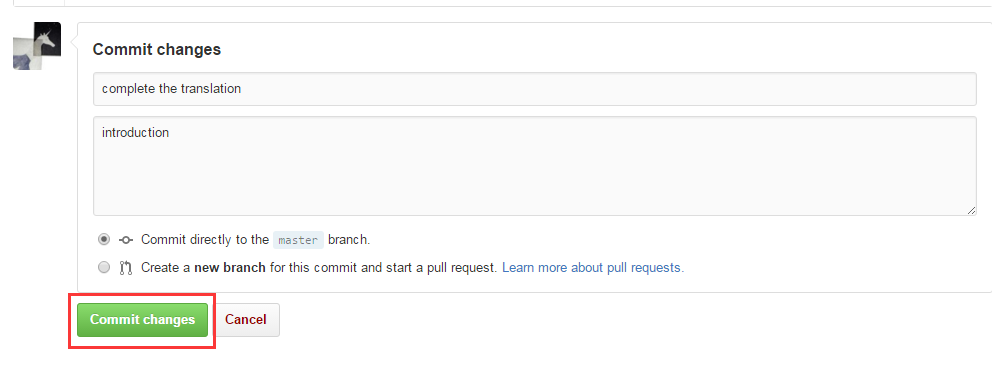 Commit changes
complete the translation
introduction
Commit directly to the master branch.
Create a new branch for this commit and start a pull request. Learn more about pull requests.
Commit changes Cancel